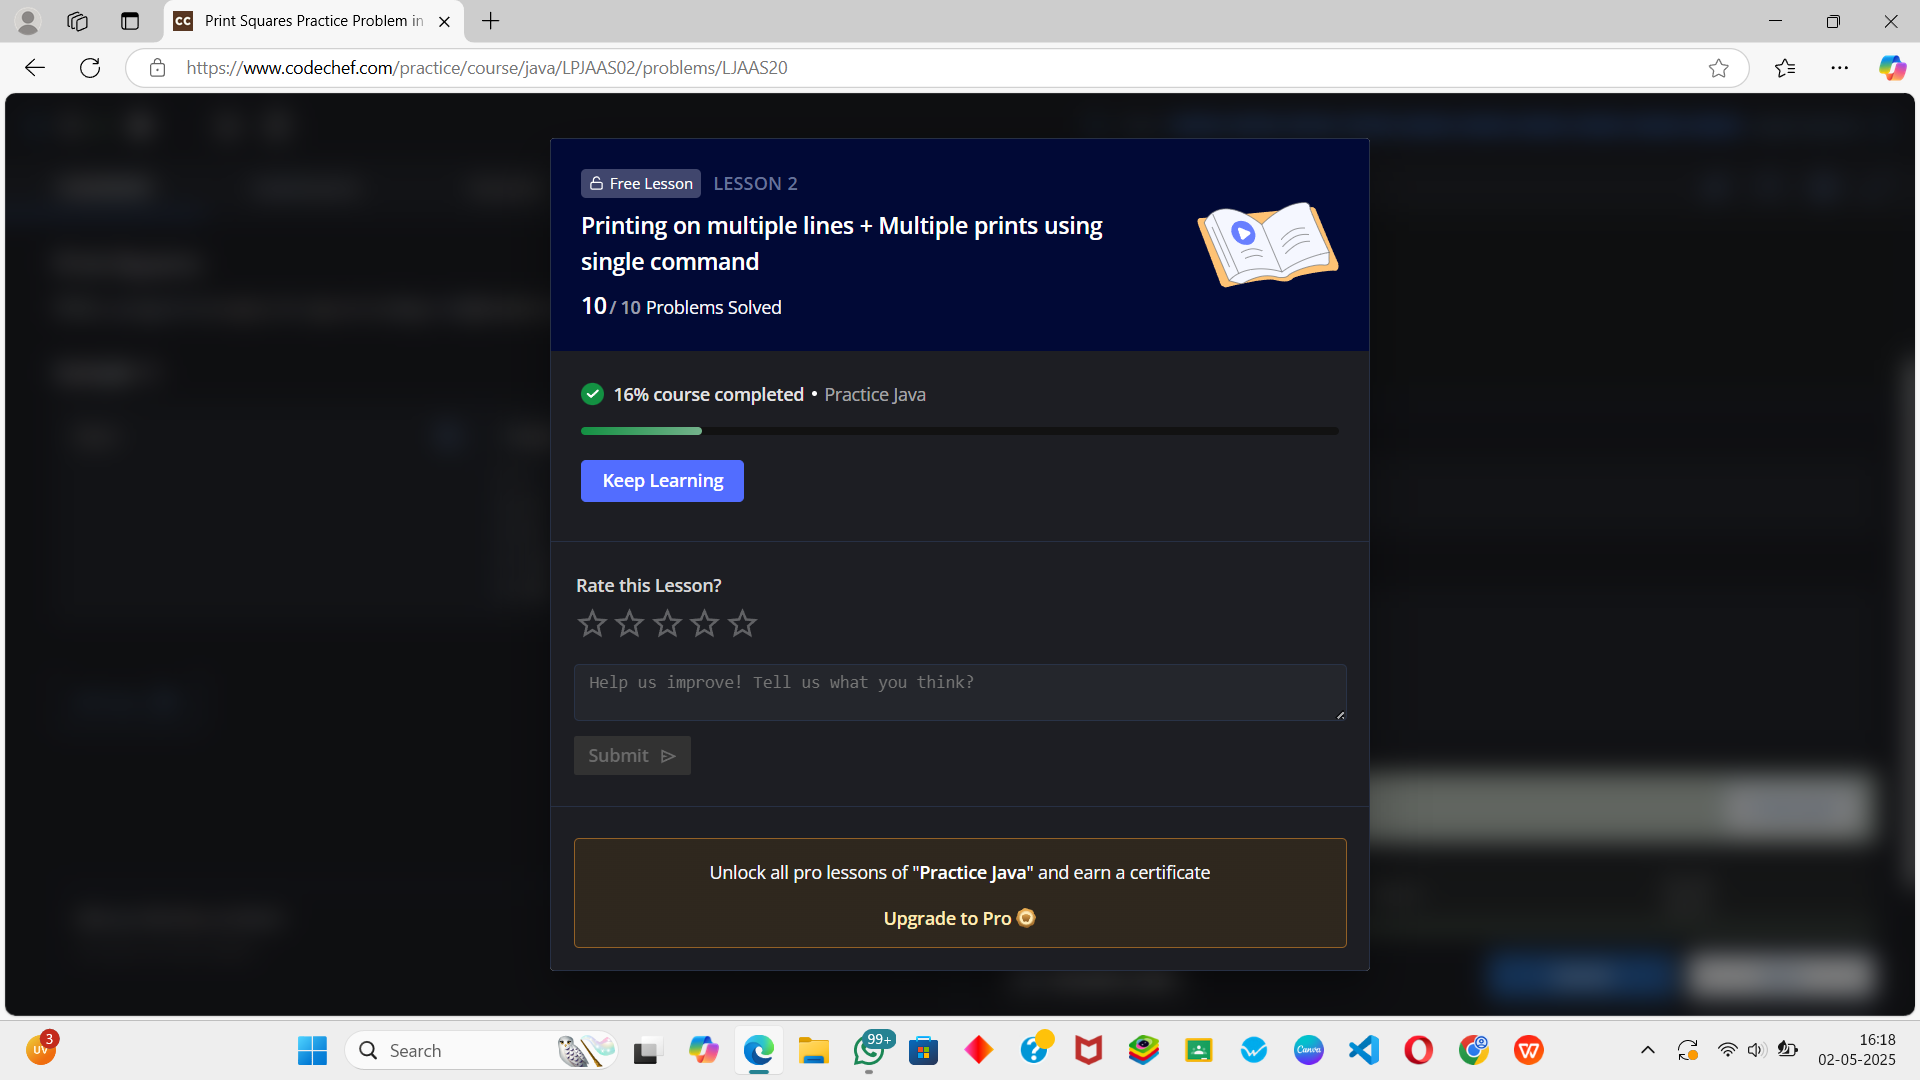 CC Print Squares Practice Problem in
https://www.codechef.com/practice/course/java/LPJAAS02/problems/LJAAS20
Free Lesson LESSON 2
Printing on multiple lines + Multiple prints using
single command
10 / 10 Problems Solved
16% course completed • Practice Java
Keep Learning
Rate this Lesson?
Help us improve! Tell us what you think?
Submit
Unlock all pro lessons of "Practice Java" and earn a certificate
Upgrade to Pro
3
UV
Search
99+
Canva
16:18
02-05-2025